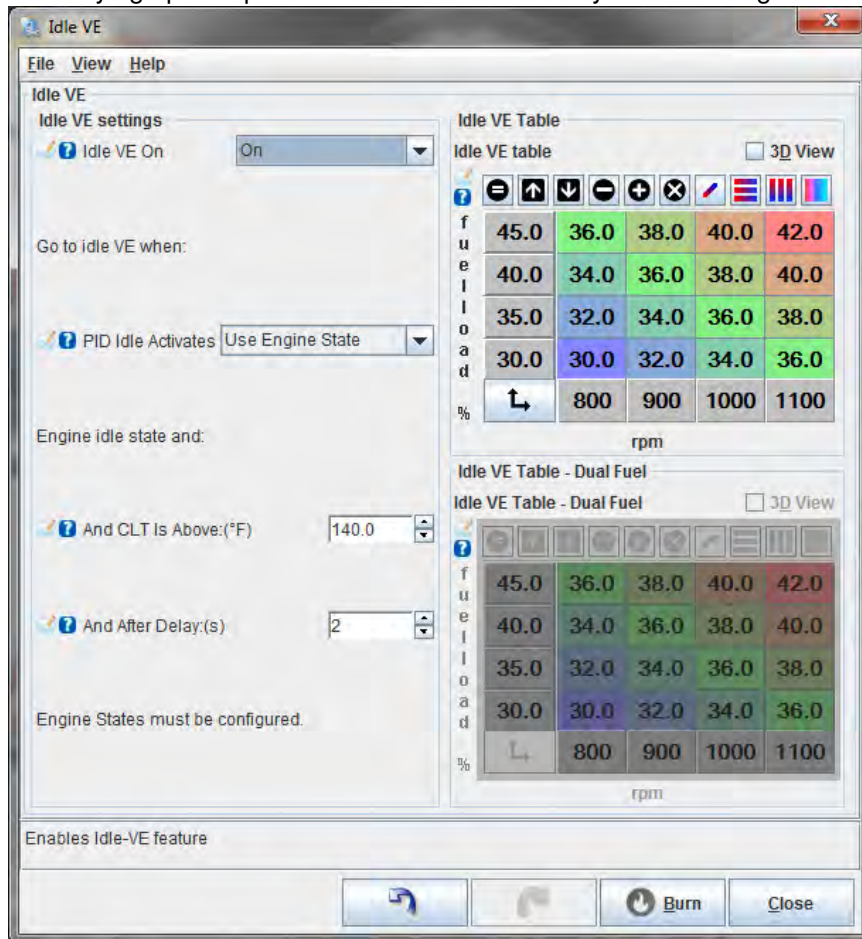 Idle VE
File View Help
Idle VE
Idle VE settings
Idle VE On
On
Go to idle VE when:
PID Idle Activates
Use Engine State
Engine idle state and:
And CLT Is Above:(°F)
140.0
And After Delay:(s)
2
Engine States must be configured.
Idle VE Table
Idle VE table
3D View
fuelload
%
45.0 36.0 38.0 40.0 42.0
40.0 34.0 36.0 38.0 40.0
35.0 32.0 34.0 36.0 38.0
30.0 30.0 32.0 34.0 36.0
800 900 1000 1100
rpm
Idle VE Table - Dual Fuel
Idle VE Table - Dual Fuel
3D View
fuelload
%
45.0 36.0 38.0 40.0 42.0
40.0 34.0 36.0 38.0 40.0
35.0 32.0 34.0 36.0 38.0
30.0 30.0 32.0 34.0 36.0
800 900 1000 1100
rpm
Enables Idle-VE feature
Burn
Close